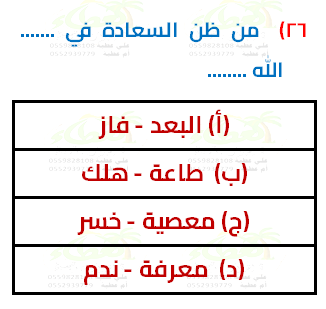 ٢٦) من ظن السعادة في .......
الله ........
(أ) البعد - فاز
(ب) طاعة - هلك
(ج) معصية - خسر
(د) معرفة - ندم